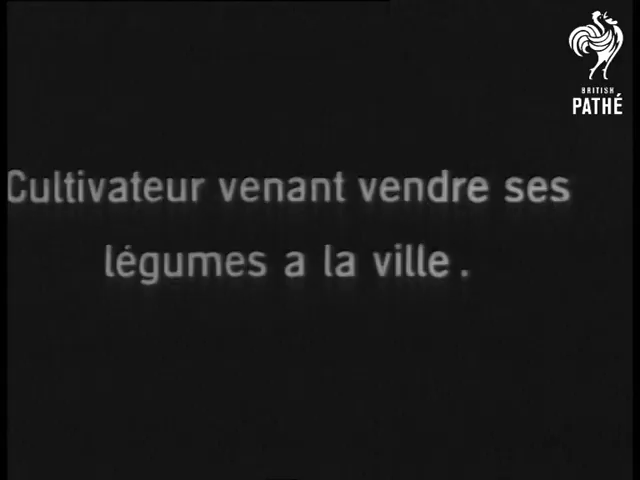 BRITISH
PATHÉ
Cultivateur venant vendre ses
légumes a la ville.